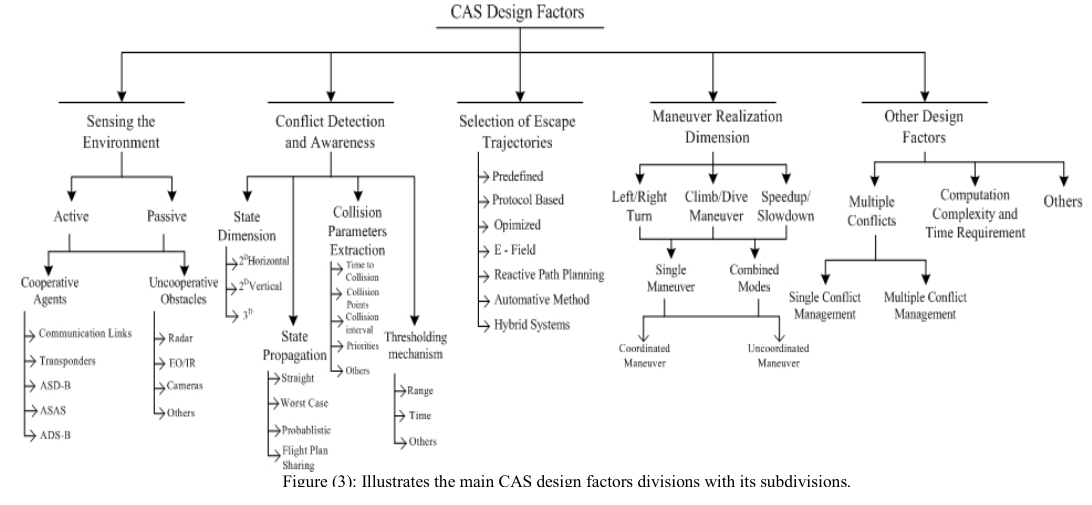 CAS Design Factors
Sensing the
Environment
Conflict Detection
and Awareness
Selection of Escape
Trajectories
Maneuver Realization
Dimension
Other Design
Factors
Active
Passive
Cooperative
Agents
Communication Links
Transponders
ASD-B
ASAS
ADS-B
Uncooperative
Obstacles
Radar
EO/IR
Cameras
Others
State
Dimension
2ᴰHorizontal
2ᴰVertical
3ᴰ
State
Propagation
Straight
Worst Case
Probablistic
Flight Plan
Sharing
Collision
Parameters
Extraction
Time to
Collision
Collision
Points
Collision
interval
Priorities
Others
Thresholding
mechanism
Range
Time
Others
Predefined
Protocol Based
Opimized
E - Field
Reactive Path Planning
Automative Method
Hybrid Systems
Left/Right
Turn
Climb/Dive
Maneuver
Speedup/
Slowdown
Single
Maneuver
Combined
Modes
Coordinated
Maneuver
Uncoordinated
Maneuver
Multiple
Conflicts
Computation
Complexity and
Time Requirement
Others
Single Conflict
Management
Multiple Conflict
Management
Figure (3): Illustrates the main CAS design factors divisions with its subdivisions.